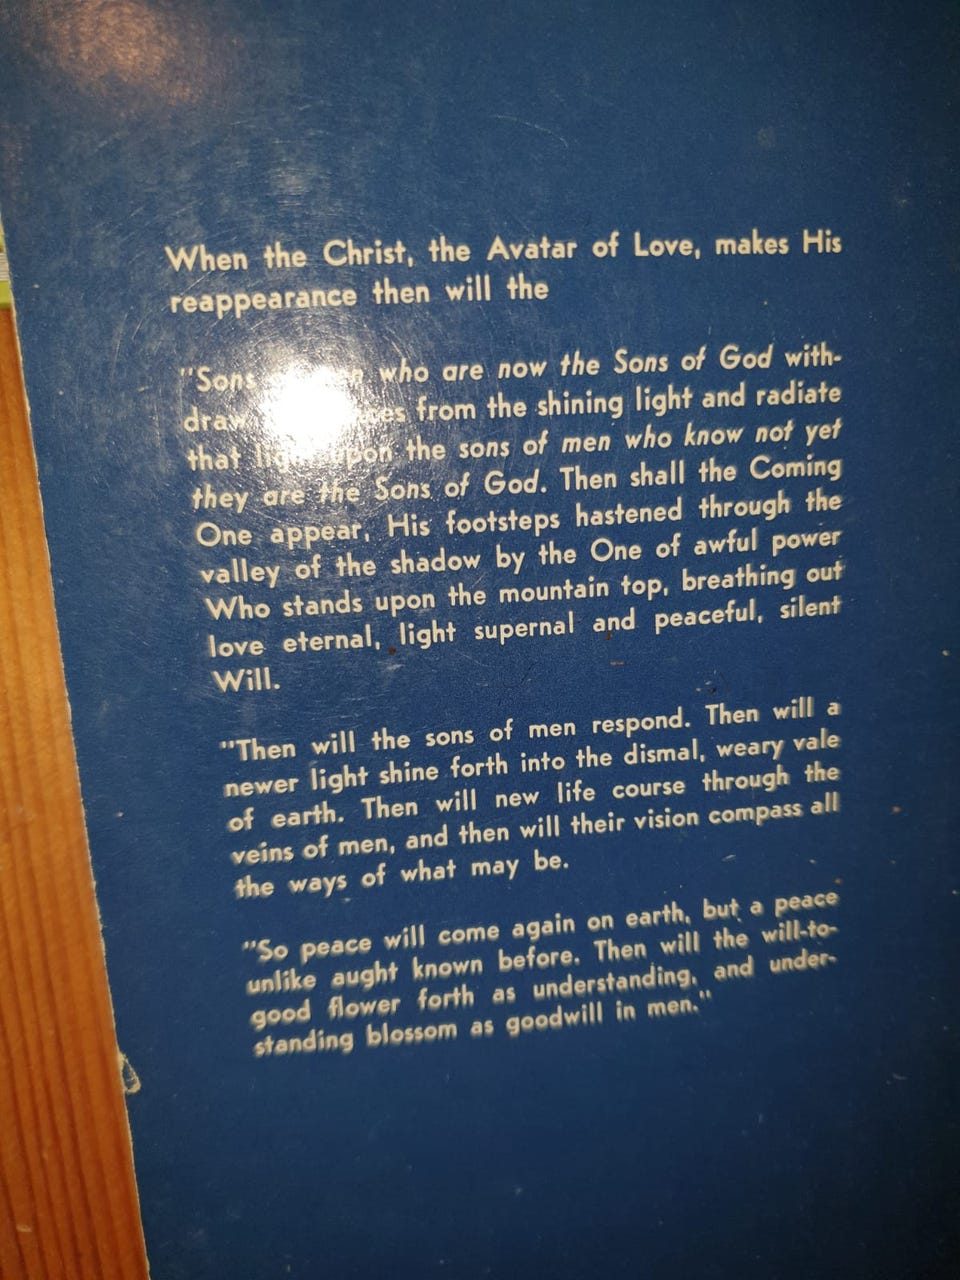 When the Christ, the Avatar of Love, makes His
reappearance then will the
"Sons who are now the Sons of God with-
draw from the shining light and radiate
that light upon the sons of men who know not yet
they are the Sons of God. Then shall the Coming
One appear, His footsteps hastened through the
valley of the shadow by the One of awful power
Who stands upon the mountain top, breathing out
love eternal, light supernal and peaceful, silent
Will.
"Then will the sons of men respond. Then will a
newer light shine forth into the dismal, weary vale
of earth. Then will new life course through the
veins of men, and then will their vision compass all
the ways of what may be.
"So peace will come again on earth, but a peace
unlike aught known before. Then will the will-to-
good flower forth as understanding, and under-
standing blossom as goodwill in men."